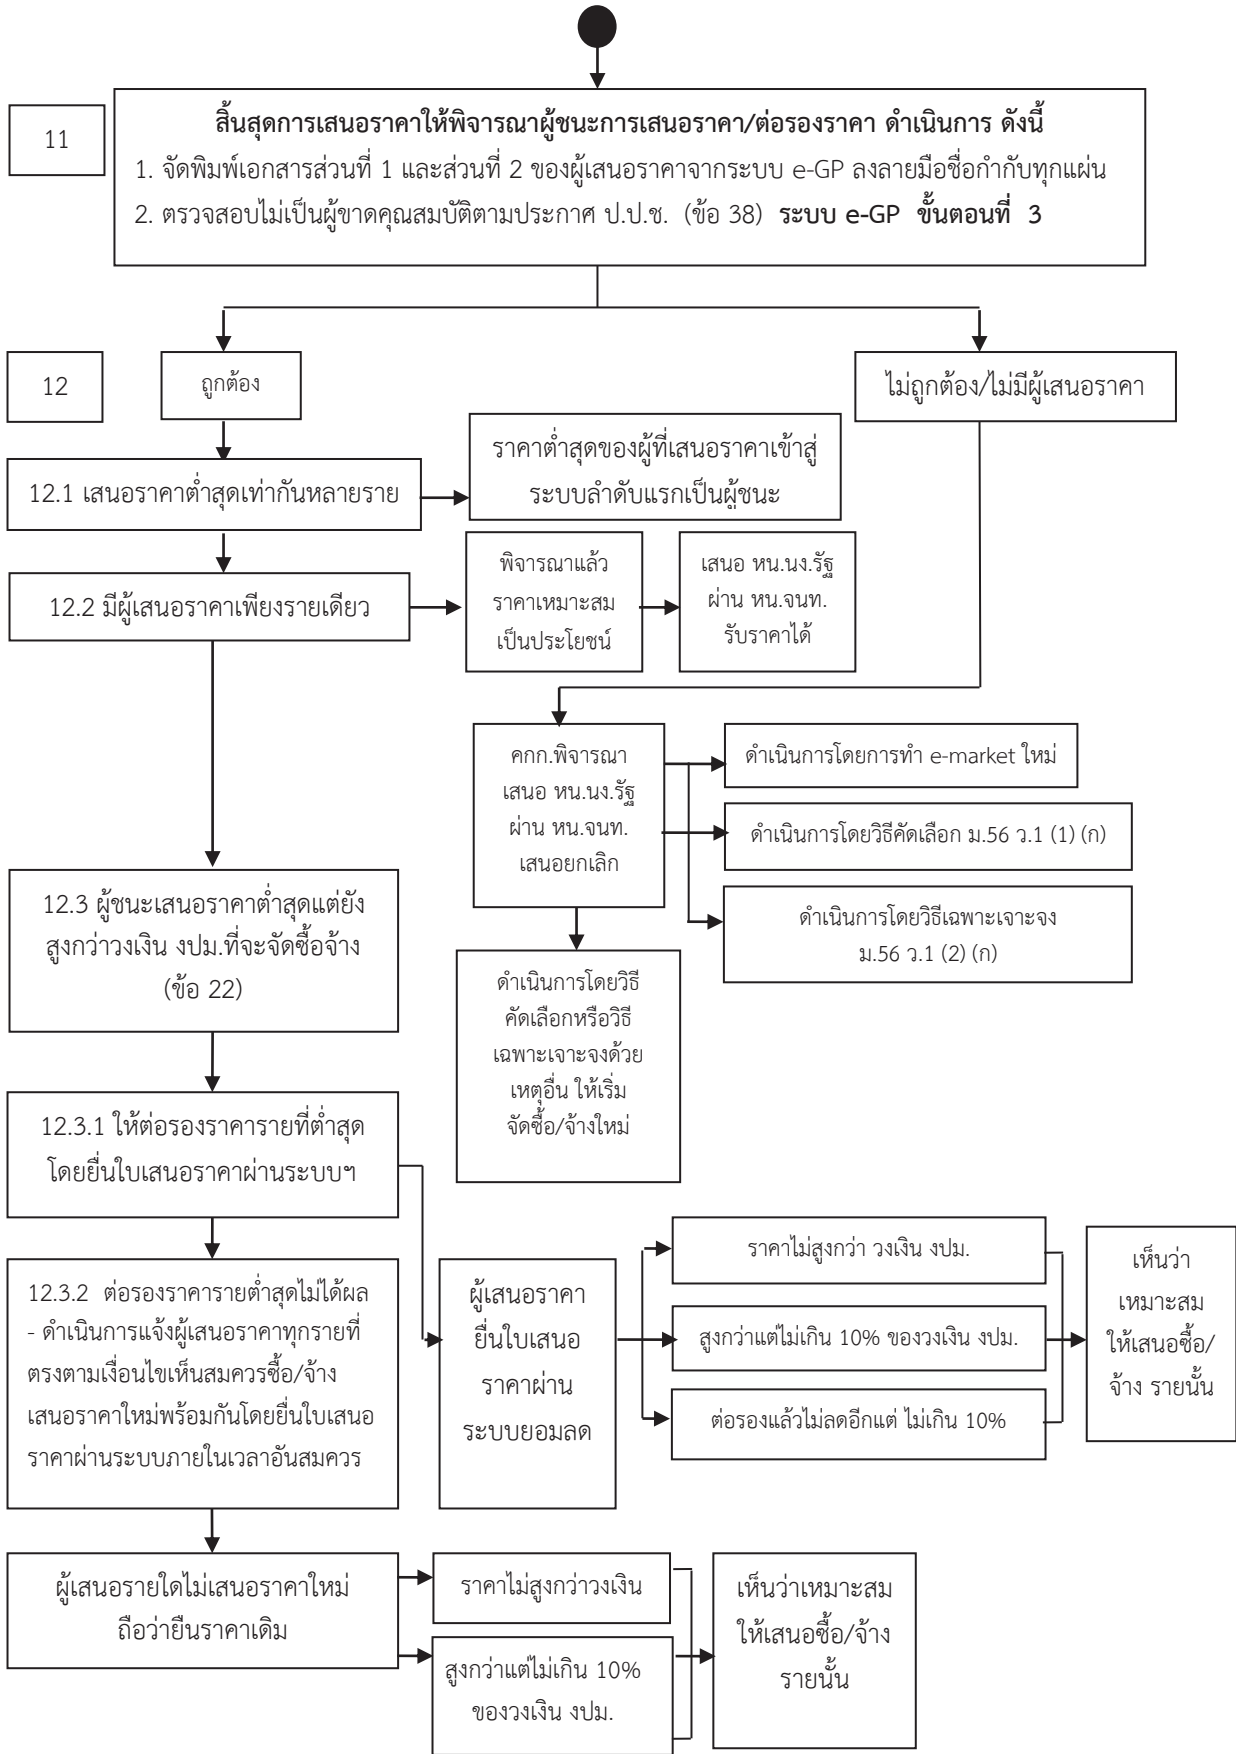 11
สิ้นสุดการเสนอราคาให้พิจารณาผู้ชนะการเสนอราคา/ต่อรองราคา ดำเนินการ ดังนี้
1. จัดพิมพ์เอกสารส่วนที่ 1 และส่วนที่ 2 ของผู้เสนอราคาจากระบบ e-GP ลงลายมือชื่อกำกับทุกแผ่น
2. ตรวจสอบไม่เป็นผู้ขาดคุณสมบัติตามประกาศ ป.ป.ช. (ข้อ 38) ระบบ e-GP ขั้นตอนที่ 3
12
ถูกต้อง
ไม่ถูกต้อง/ไม่มีผู้เสนอราคา
12.1 เสนอราคาต่ำสุดเท่ากันหลายราย
ราคาต่ำสุดของผู้ที่เสนอราคาเข้าสู่
ระบบลำดับแรกเป็นผู้ชนะ
12.2 มีผู้เสนอราคาเพียงรายเดียว
พิจารณาแล้ว
ราคาเหมาะสม
เป็นประโยชน์
เสนอ หน.นง.รัฐ
ผ่าน หน.จนท.
รับราคาได้
คกก.พิจารณา
เสนอ หน.นง.รัฐ
ผ่าน หน.จนท.
เสนอยกเลิก
ดำเนินการโดยการทำ e-market ใหม่
ดำเนินการโดยวิธีคัดเลือก ม.56 ว.1 (1) (ก)
ดำเนินการโดยวิธีเฉพาะเจาะจง
ม.56 ว.1 (2) (ก)
12.3 ผู้ชนะเสนอราคาต่ำสุดแต่ยัง
สูงกว่าวงเงิน งปม.ที่จะจัดซื้อจ้าง
(ข้อ 22)
ดำเนินการโดยวิธี
คัดเลือกหรือวิธี
เฉพาะเจาะจงด้วย
เหตุอื่น ให้เริ่ม
จัดซื้อ/จ้างใหม่
12.3.1 ให้ต่อรองราคารายที่ต่ำสุด
โดยยื่นใบเสนอราคาผ่านระบบฯ
12.3.2 ต่อรองราคารายต่ำสุดไม่ได้ผล
- ดำเนินการแจ้งผู้เสนอราคาทุกรายที่
ตรงตามเงื่อนไขเห็นสมควรซื้อ/จ้าง
เสนอราคาใหม่พร้อมกันโดยยื่นใบเสนอ
ราคาผ่านระบบภายในเวลาอันสมควร
ผู้เสนอราคา
ยื่นใบเสนอ
ราคาผ่าน
ระบบยอมลด
ราคาไม่สูงกว่า วงเงิน งปม.
สูงกว่าแต่ไม่เกิน 10% ของวงเงิน งปม.
ต่อรองแล้วไม่ลดอีกแต่ ไม่เกิน 10%
เห็นว่า
เหมาะสม
ให้เสนอซื้อ/
จ้าง รายนั้น
ผู้เสนอรายใดไม่เสนอราคาใหม่
ถือว่ายืนราคาเดิม
ราคาไม่สูงกว่าวงเงิน
สูงกว่าแต่ไม่เกิน 10%
ของวงเงิน งปม.
เห็นว่าเหมาะสม
ให้เสนอซื้อ/จ้าง
รายนั้น